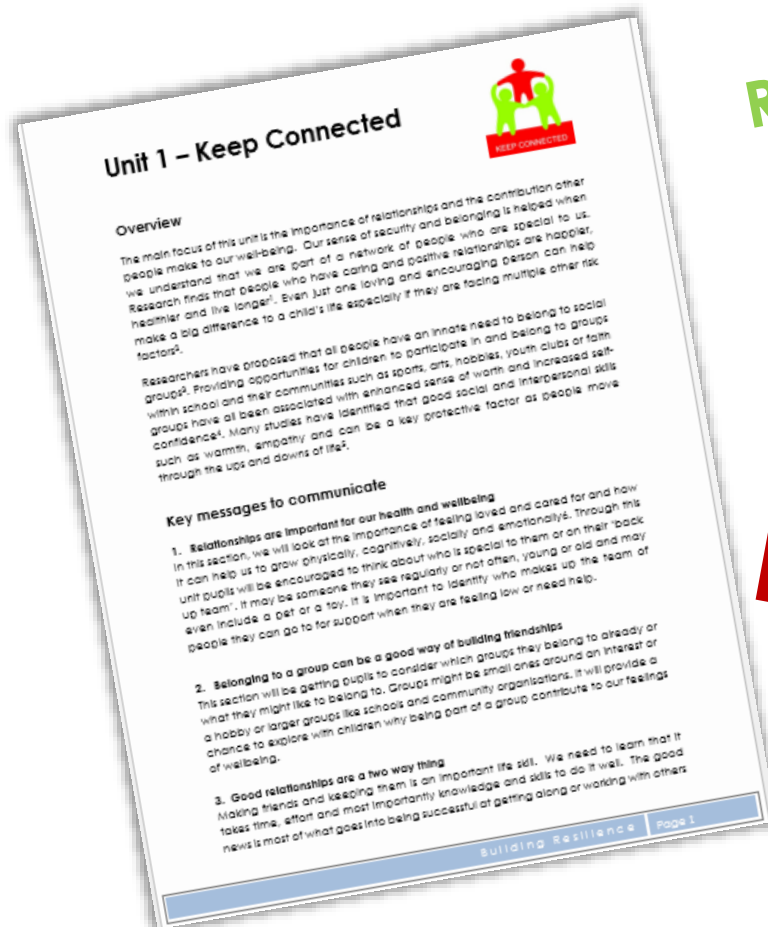 Unit 1 – Keep Connected
KEEP CONNECTED
Overview
The main focus of this unit is the importance of relationships and the contribution other
people make to our well-being. Our sense of security and belonging is helped when
we understand that we are part of a network of people who are special to us.
Research finds that people who have caring and positive relationships are happier,
healthier and live longer¹. Even just one loving and encouraging person can help
make a big difference to a child's life especially if they are facing multiple other risk
factors².
Researchers have proposed that all people have an innate need to belong to social
groups³. Providing opportunities for children to participate in and belong to groups
within school and their communities such as sports, arts, hobbies, youth clubs or faith
groups have all been associated with enhanced sense of worth and increased self-
confidence⁴. Many studies have identified that good social and interpersonal skills
such as warmth, empathy and can be a key protective factor as people move
through the ups and downs of life⁵.
Key messages to communicate
1. Relationships are important for our health and wellbeing
In this section, we will look at the importance of feeling loved and cared for and how
it can help us to grow physically, cognitively, socially and emotionally6. Through this
unit pupils will be encouraged to think about who is special to them or on their 'back
up team'. It may be someone they see regularly or not often, young or old and may
even include a pet or a toy. It is important to identify who makes up the team of
people they can go to for support when they are feeling low or need help.
2. Belonging to a group can be a good way of building friendships
This section will be getting pupils to consider which groups they belong to already or
what they might like to belong to. Groups might be small ones around an interest or
a hobby or larger groups like schools and community organisations. It will provide a
chance to explore with children why being part of a group contribute to our feelings
of wellbeing.
3. Good relationships are a two way thing
Making friends and keeping them is an important life skill. We need to learn that it
takes time, effort and most importantly knowledge and skills to do it well. The good
news is most of what goes into being successful at getting along or working with others
Building Resilience Page 1
R